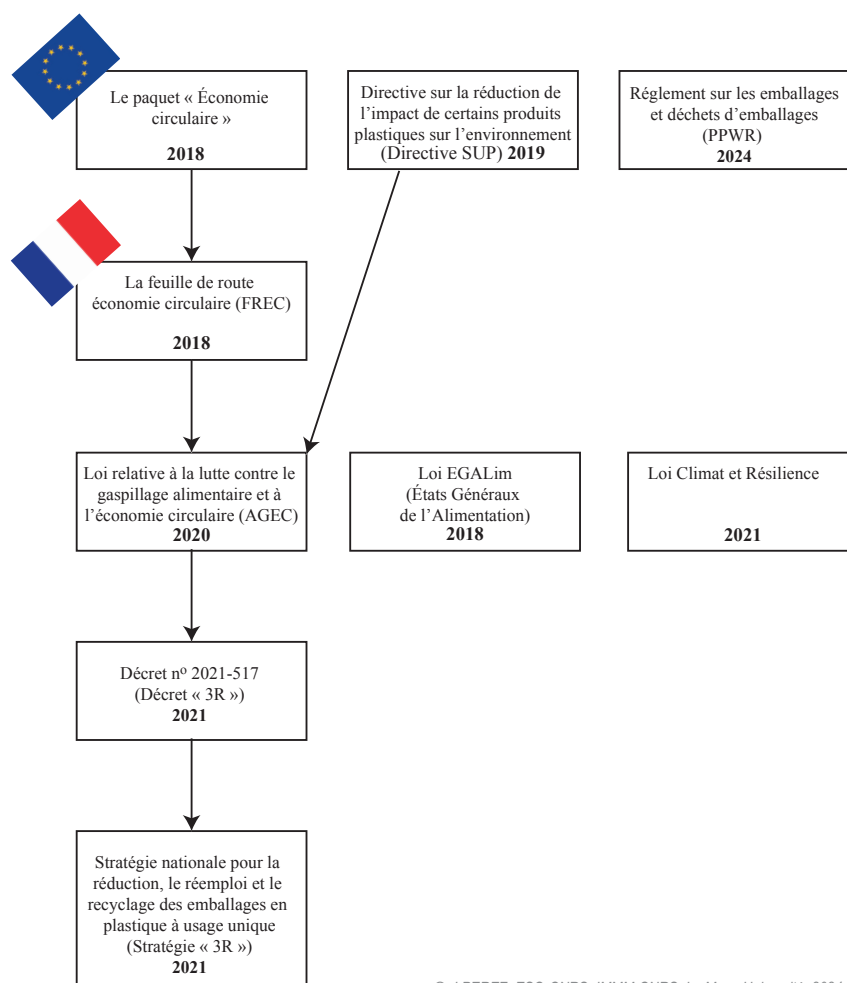 Le paquet « Économie
circulaire »
2018
Directive sur la réduction de
l’impact de certains produits
plastiques sur l’environnement
(Directive SUP) 2019
Réglement sur les emballages
et déchets d’emballages
(PPWR)
2024
La feuille de route
économie circulaire (FREC)
2018
Loi relative à la lutte contre le
gaspillage alimentaire et à
l’économie circulaire (AGEC)
2020
Loi EGALim
(États Généraux
de l’Alimentation)
2018
Loi Climat et Résilience
2021
Décret nº 2021-517
(Décret « 3R »)
2021
Stratégie nationale pour la
réduction, le réemploi et le
recyclage des emballages en
plastique à usage unique
(Stratégie « 3R »)
2021